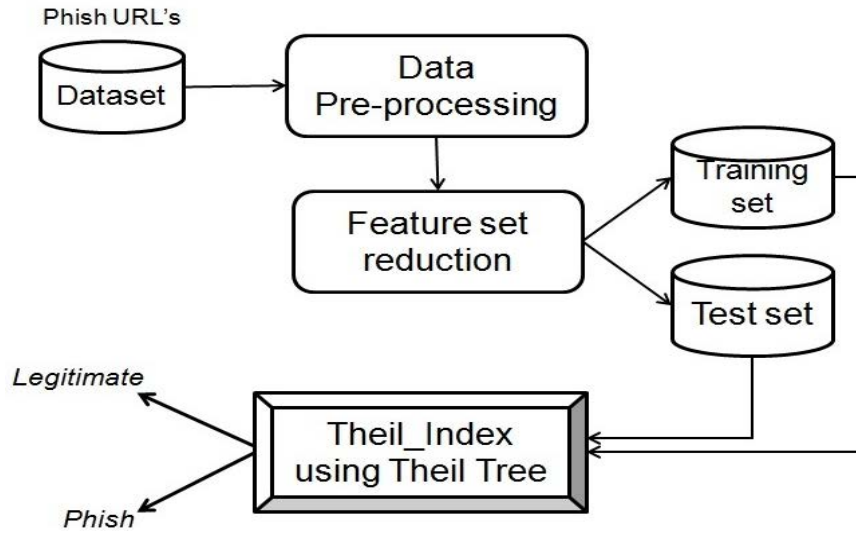 Phish URL's
Dataset
Data
Pre-processing
Feature set
reduction
Training
set
Test set
Legitimate
Theil_Index
using Theil Tree
Phish